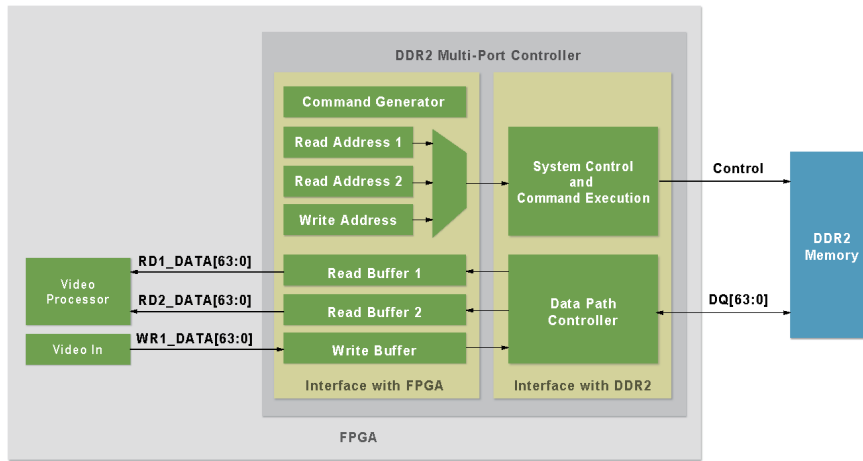 DDR2 Multi-Port Controller
Command Generator
Read Address 1
Read Address 2
Write Address
System Control
and
Command Execution
Control
DDR2
Memory
RD1_DATA[63:0]
Read Buffer 1
Video
Processor
RD2_DATA[63:0]
Read Buffer 2
Data Path
Controller
DQ[63:0]
Video In
WR1_DATA[63:0]
Write Buffer
Interface with FPGA
Interface with DDR2
FPGA